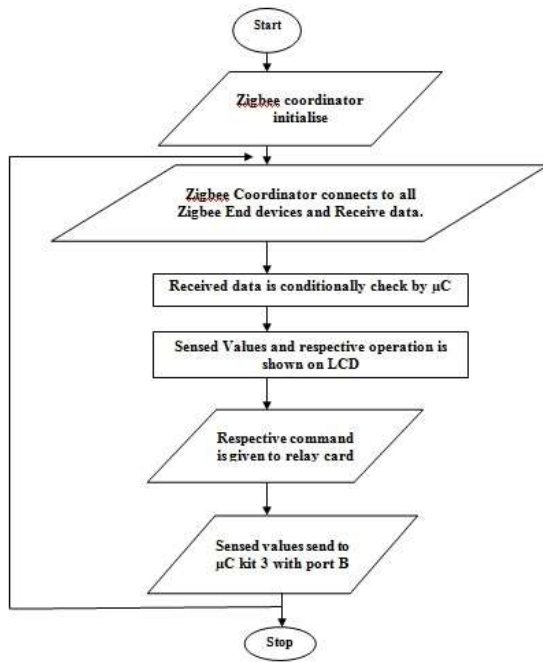 Start
Zigbee coordinator
initialise
Zigbee Coordinator connects to all
Zigbee End devices and Receive data.
Received data is conditionally check by µC
Sensed Values and respective operation is
shown on LCD
Respective command
is given to relay card
Sensed values send to
µC kit 3 with port B
Stop